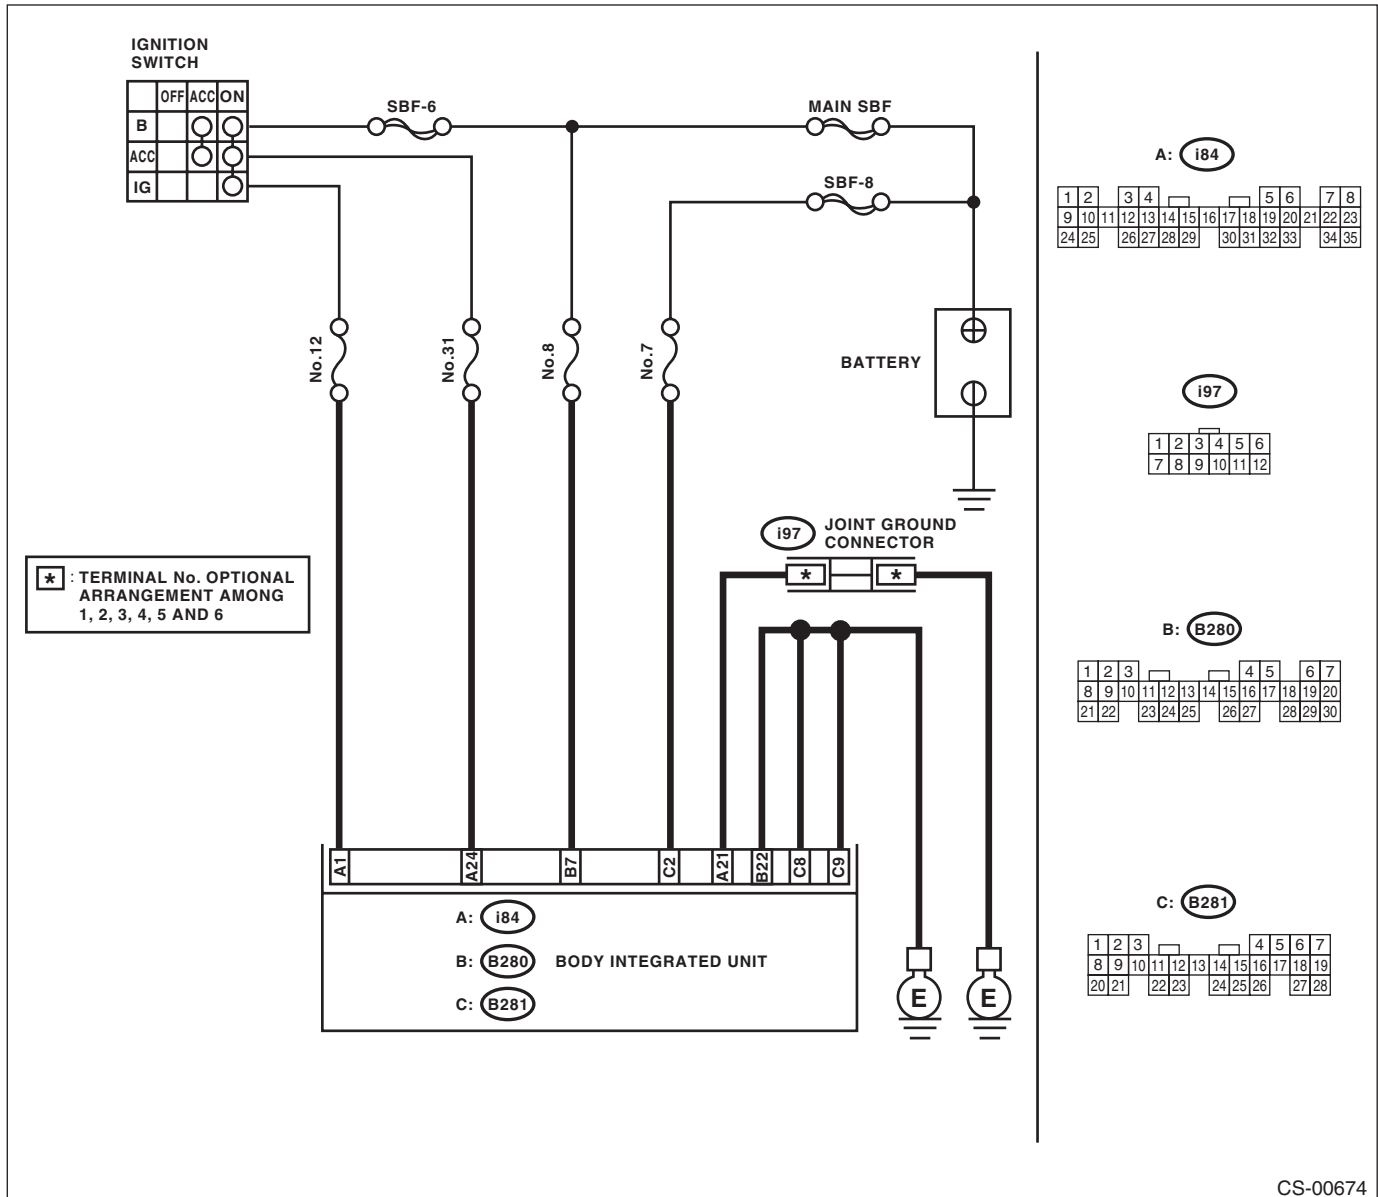 IGNITION
SWITCH
OFF ACC ON
B
ACC
IG
SBF-6
MAIN SBF
SBF-8
No.12
No.31
No.8
No.7
BATTERY
i97
JOINT GROUND
CONNECTOR
* *
* : TERMINAL No. OPTIONAL
ARRANGEMENT AMONG
1, 2, 3, 4, 5 AND 6
A1 A24 B7 C2 A21 B22 C8 C9
A: i84
B: B280 BODY INTEGRATED UNIT
C: B281
E E
A: i84
1 2 3 4 5 6 7 8
9 10 11 12 13 14 15 16 17 18 19 20 21 22 23
24 25 26 27 28 29 30 31 32 33 34 35
i97
1 2 3 4 5 6
7 8 9 10 11 12
B: B280
1 2 3 4 5 6 7
8 9 10 11 12 13 14 15 16 17 18 19 20
21 22 23 24 25 26 27 28 29 30
C: B281
1 2 3 4 5 6 7
8 9 10 11 12 13 14 15 16 17 18 19
20 21 22 23 24 25 26 27 28
CS-00674